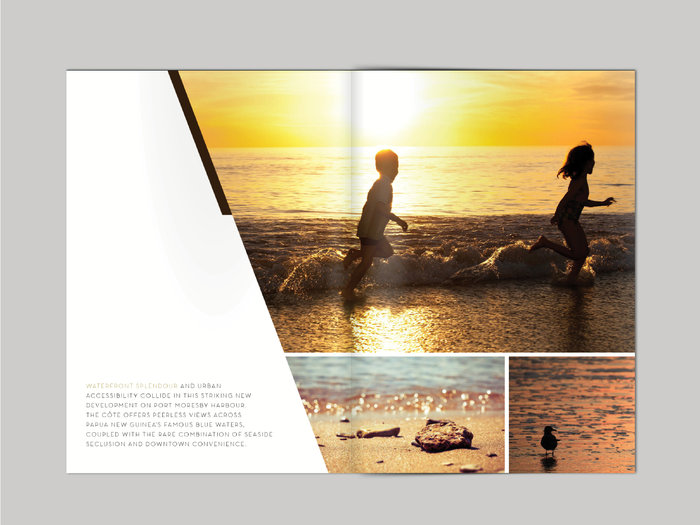 WATERFRONT SPLENDOUR AND URBAN
ACCESSIBILITY COLLIDE IN THIS STRIKING NEW
DEVELOPMENT ON PORT MORESBY HARBOUR.
THE CÔTE OFFERS PEERLESS VIEWS ACROSS
PAPUA NEW GUINEA'S FAMOUS BLUE WATERS,
COUPLED WITH THE RARE COMBINATION OF SEASIDE
SECLUSION AND DOWNTOWN CONVENIENCE.